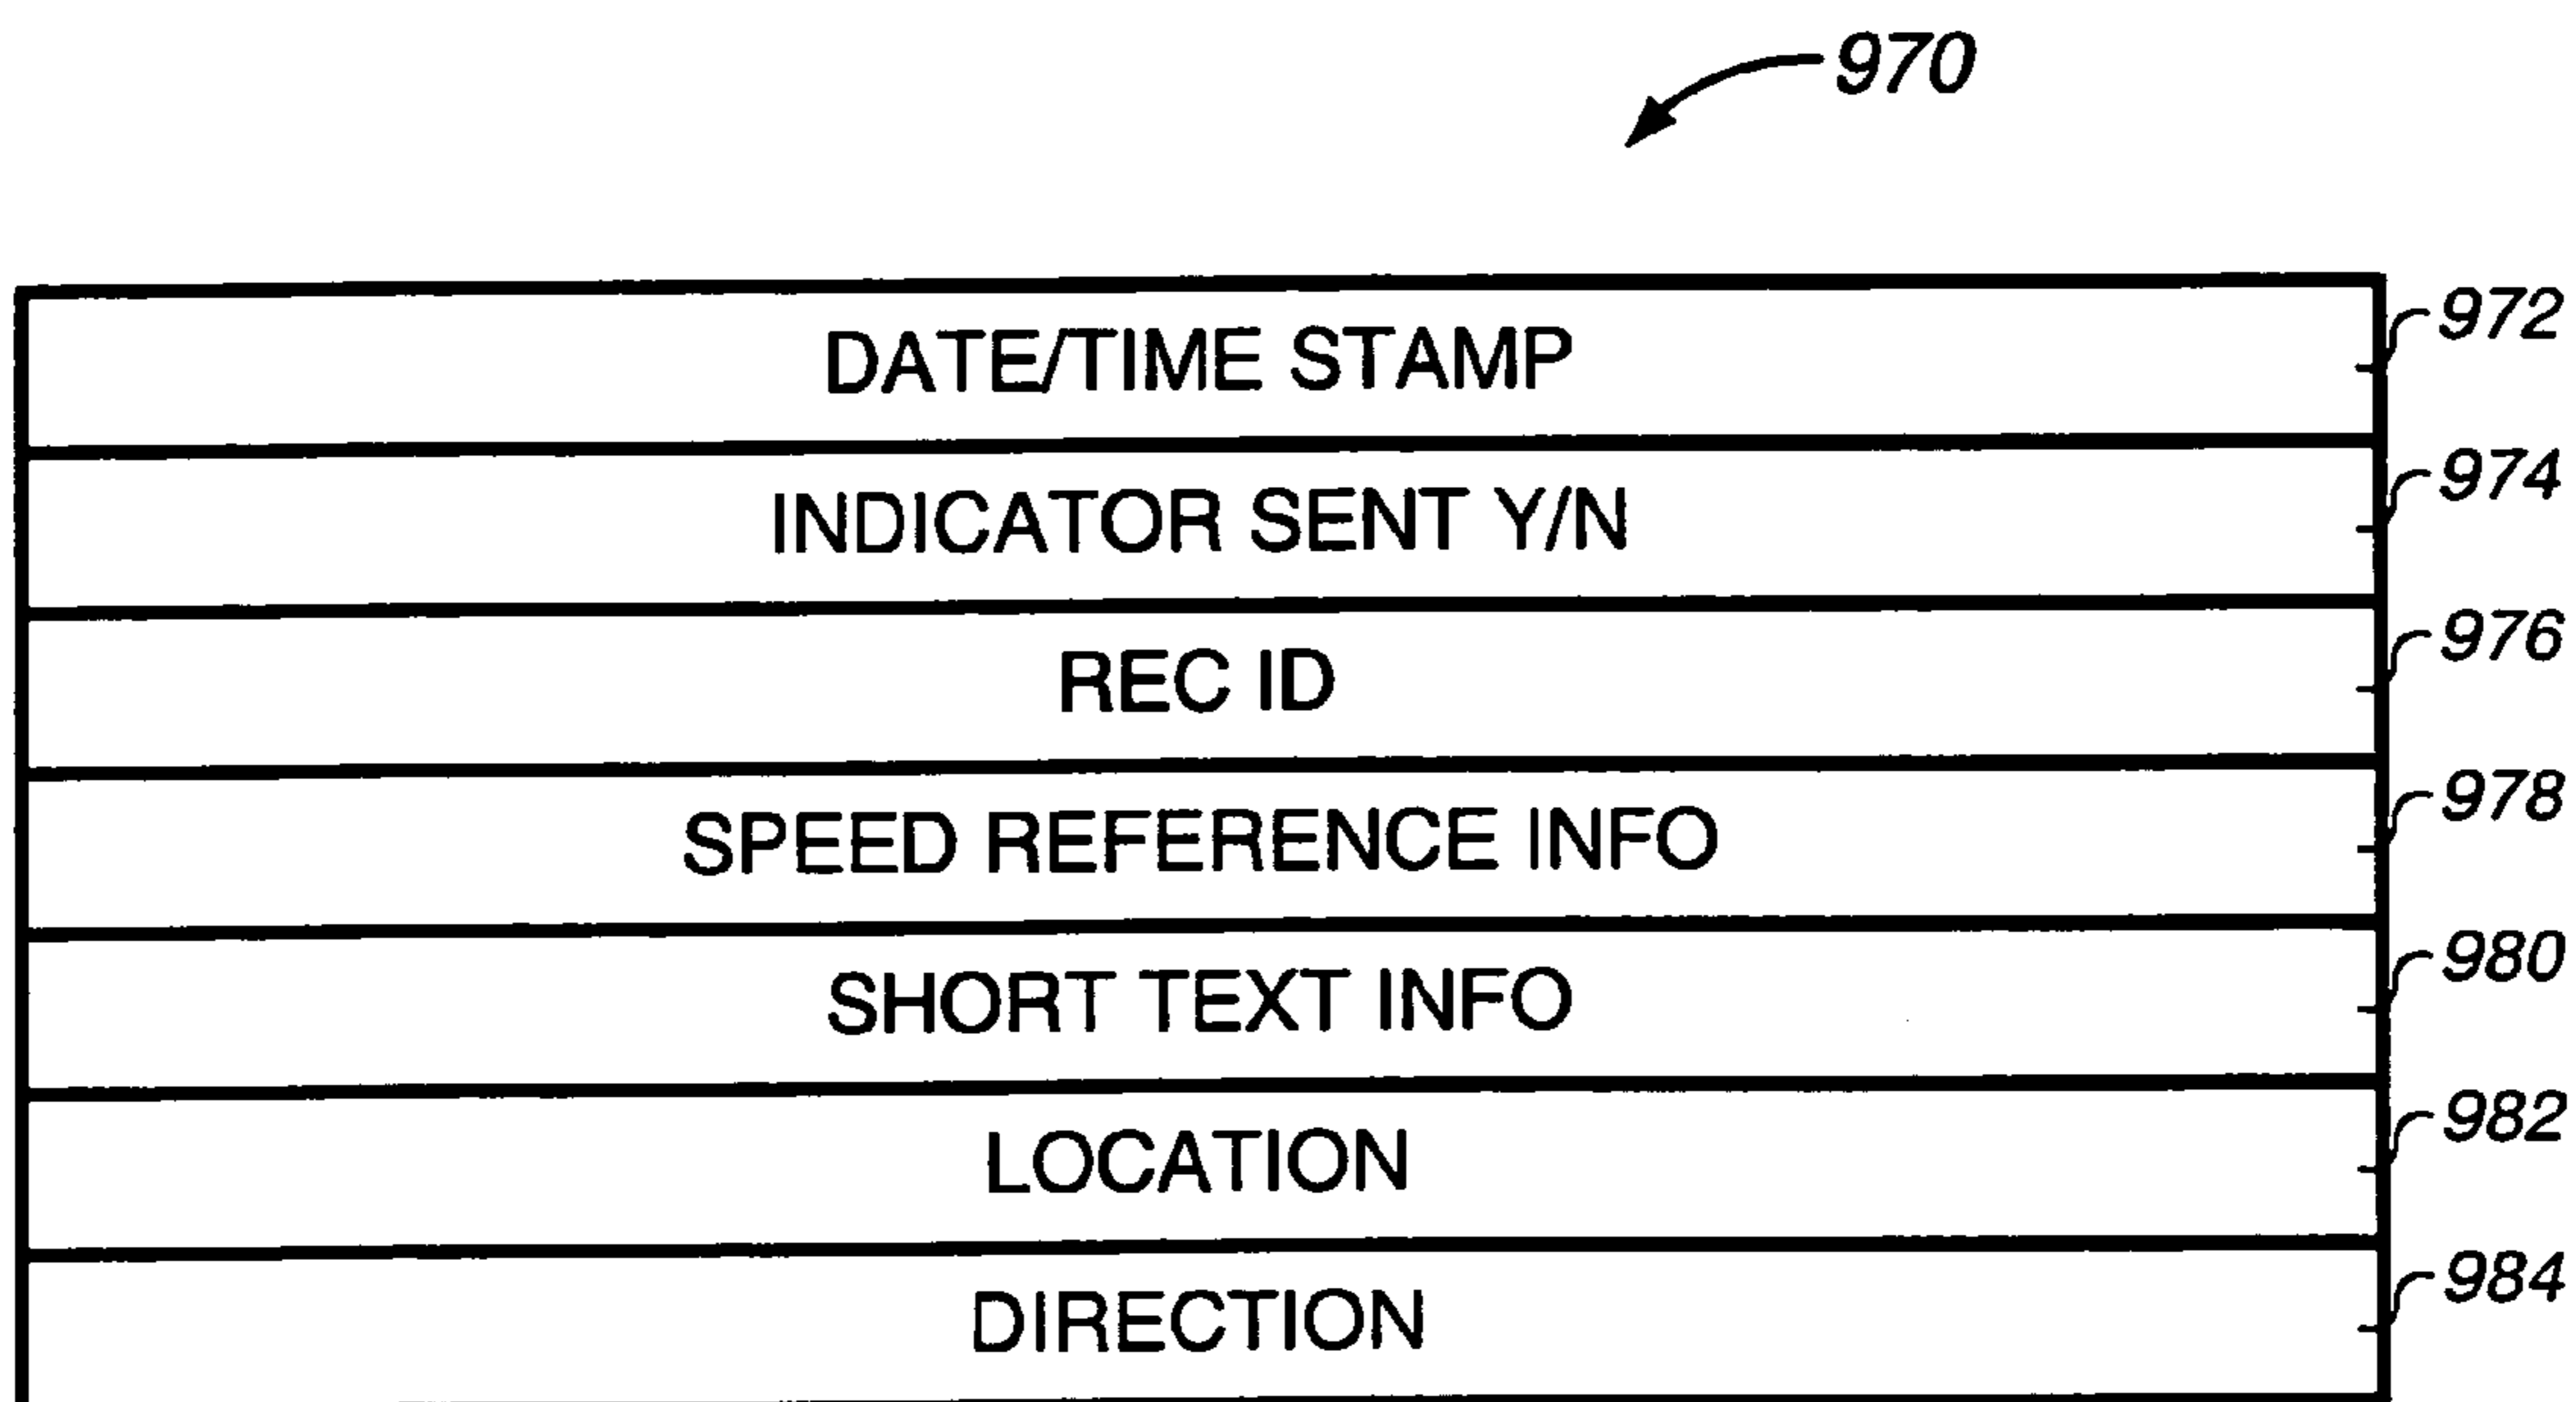 970
DATE/TIME STAMP 972
INDICATOR SENT Y/N 974
REC ID 976
SPEED REFERENCE INFO 978
SHORT TEXT INFO 980
LOCATION 982
DIRECTION 984